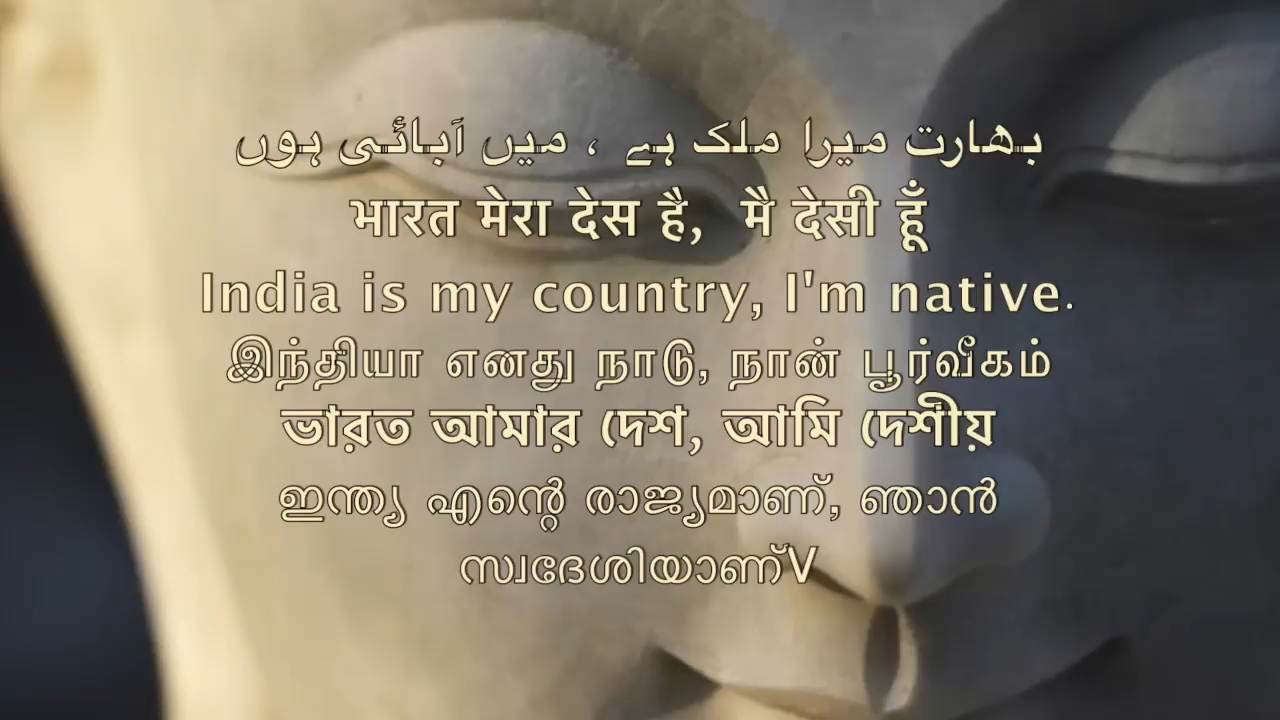 بھارت میرا ملک ہے ، میں آبائی ہوں
भारत मेरा देस है, मै देसी हूँ
India is my country, I'm native.
இந்தியா எனது நாடு, நான் பூர்வீகம்
ভারত আমার দেশ, আমি দেশীয়
ഇന്ത്യ എന്റെ രാജ്യമാണ്, ഞാൻ
സ്വദേശിയാണ്V